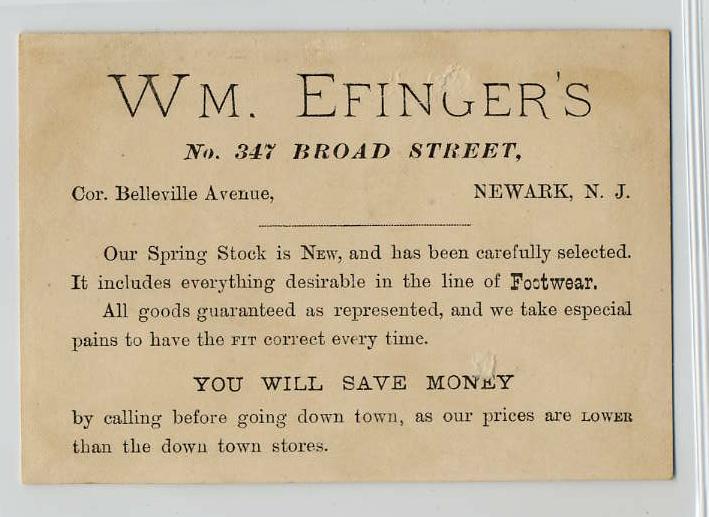 WM. EFINGER'S
No. 347 BROAD STREET,
Cor. Belleville Avenue, NEWARK, N. J.
Our Spring Stock is NEW, and has been carefully selected.
It includes everything desirable in the line of Footwear.
All goods guaranteed as represented, and we take especial
pains to have the FIT correct every time.
YOU WILL SAVE MONEY
by calling before going down town, as our prices are LOWER
than the down town stores.